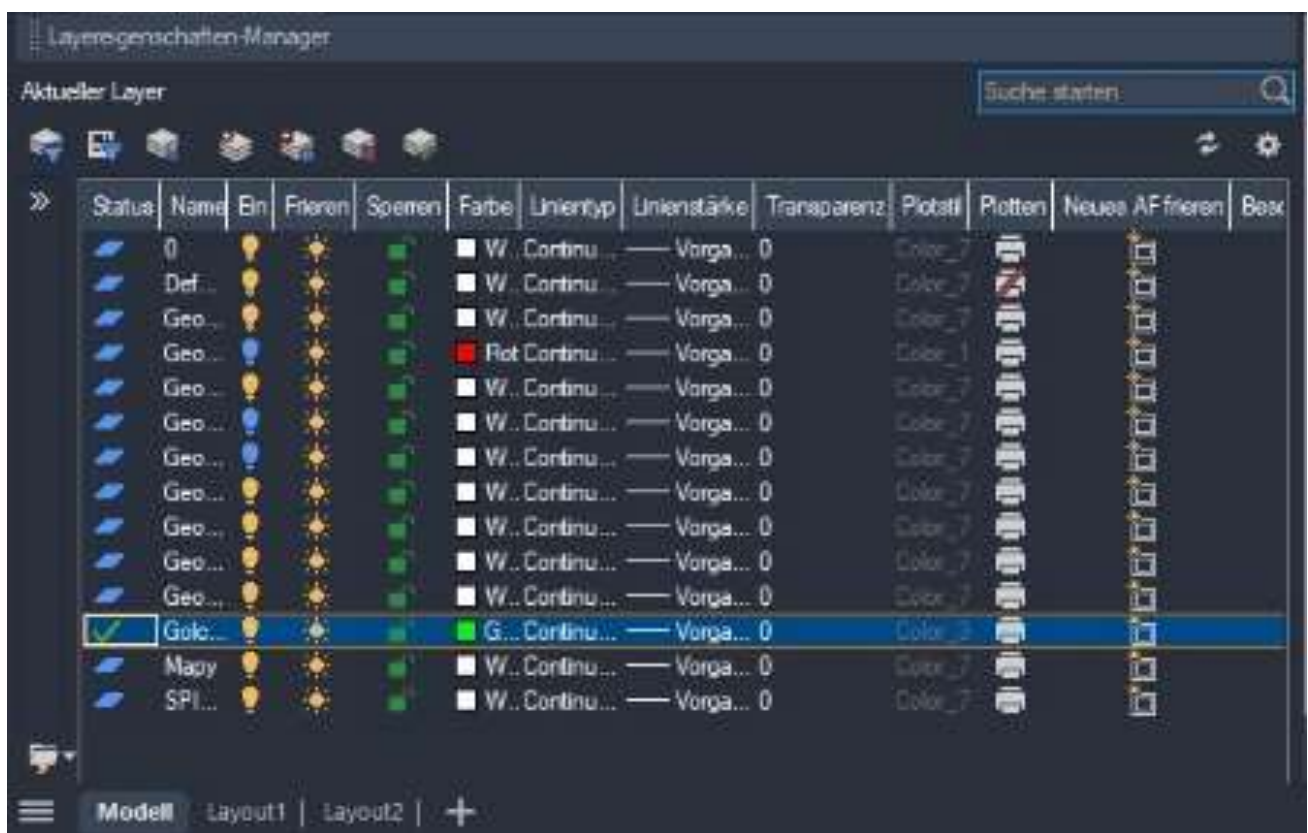 Layereigenschaften-Manager
Aktueller Layer
Suche starten
Status Name Ein Frieren Sperren Farbe Linientyp Linienstärke Transparenz Plotstil Plotten Neues AF frieren Besc
0 W.. Continu... Vorga... 0 Color_7
Def... W.. Continu... Vorga... 0 Color_7
Geo... W.. Continu... Vorga... 0 Color_7
Geo... Rot Continu... Vorga... 0 Color_1
Geo... W.. Continu... Vorga... 0 Color_7
Geo... W.. Continu... Vorga... 0 Color_7
Geo... W.. Continu... Vorga... 0 Color_7
Geo... W.. Continu... Vorga... 0 Color_7
Geo... W.. Continu... Vorga... 0 Color_7
Geo... W.. Continu... Vorga... 0 Color_7
Geo... W.. Continu... Vorga... 0 Color_7
Gole... G... Continu... Vorga... 0 Color_3
Mapy W.. Continu... Vorga... 0 Color_7
SPI... W.. Continu... Vorga... 0 Color_7
Modell Layout1 Layout2